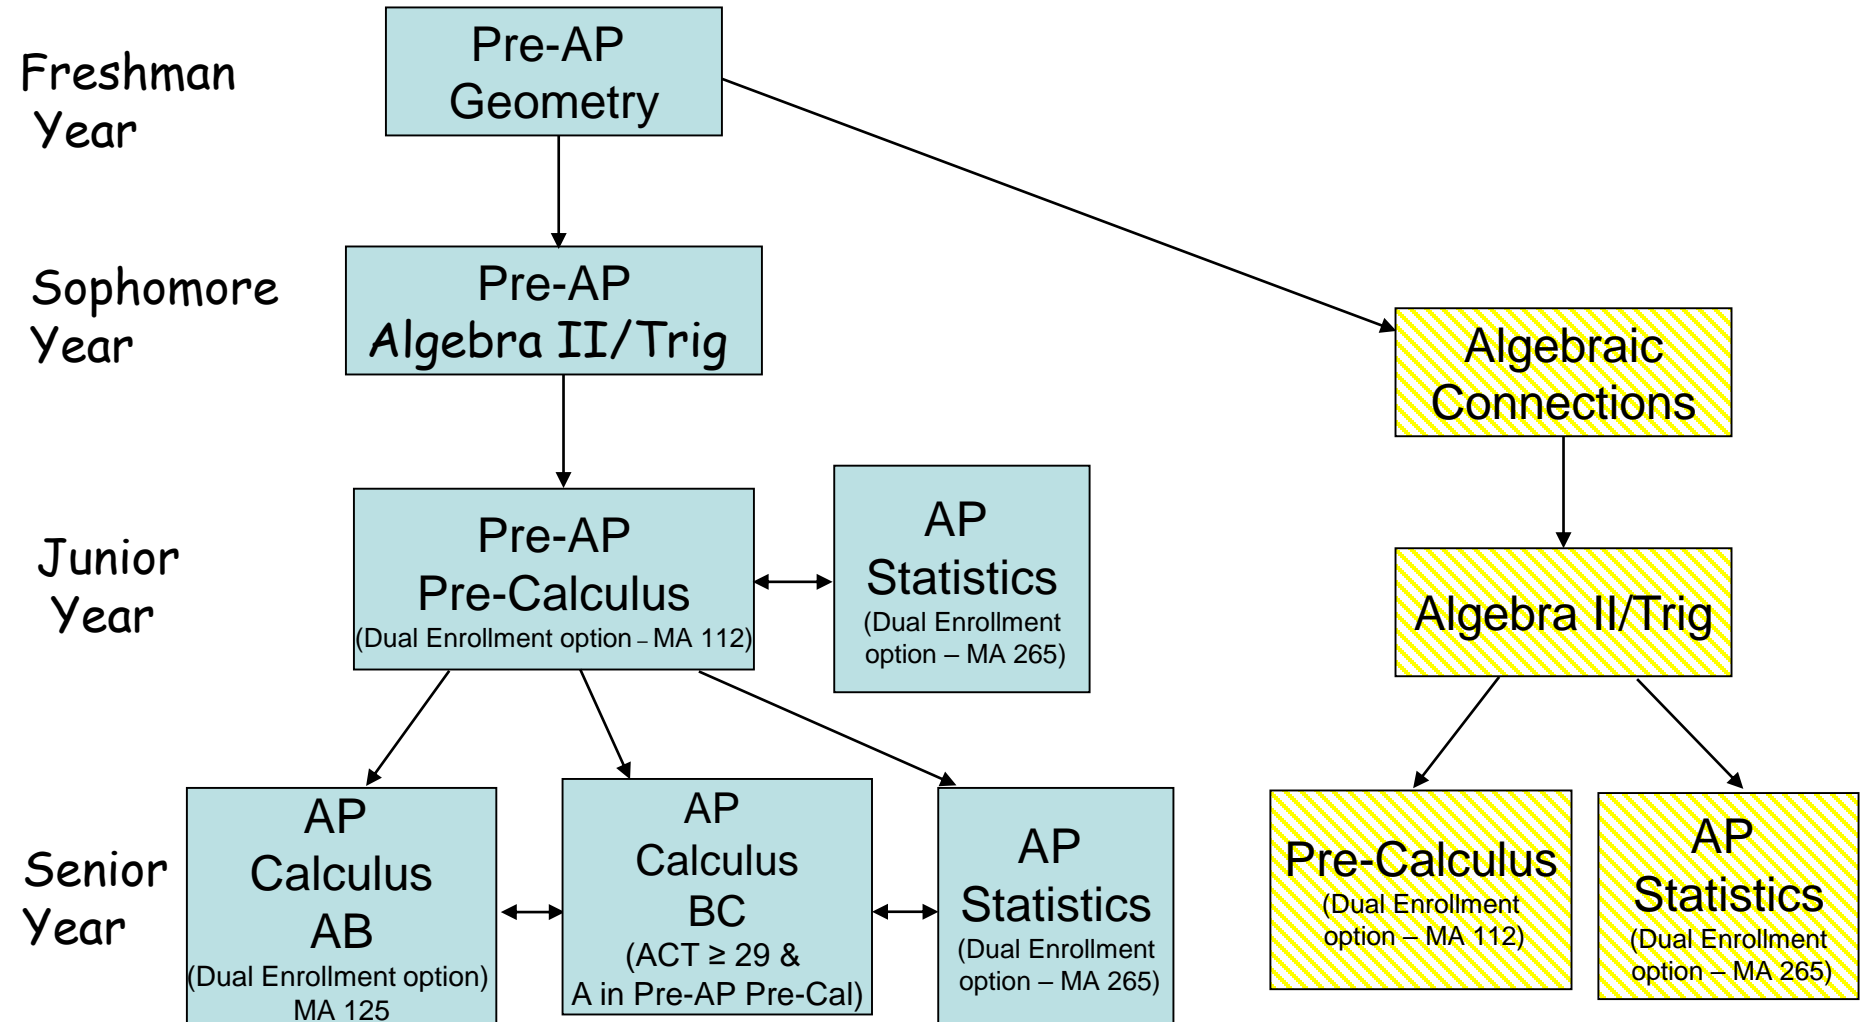 Freshman
Year
Pre-AP
Geometry
Sophomore
Year
Pre-AP
Algebra II/Trig
Algebraic
Connections
Junior
Year
Pre-AP
Pre-Calculus
(Dual Enrollment option – MA 112)
AP
Statistics
(Dual Enrollment
option – MA 265)
Algebra II/Trig
Senior
Year
AP
Calculus
AB
(Dual Enrollment option)
MA 125
AP
Calculus
BC
(ACT ≥ 29 &
A in Pre-AP Pre-Cal)
AP
Statistics
(Dual Enrollment
option – MA 265)
Pre-Calculus
(Dual Enrollment
option – MA 112)
AP
Statistics
(Dual Enrollment
option – MA 265)